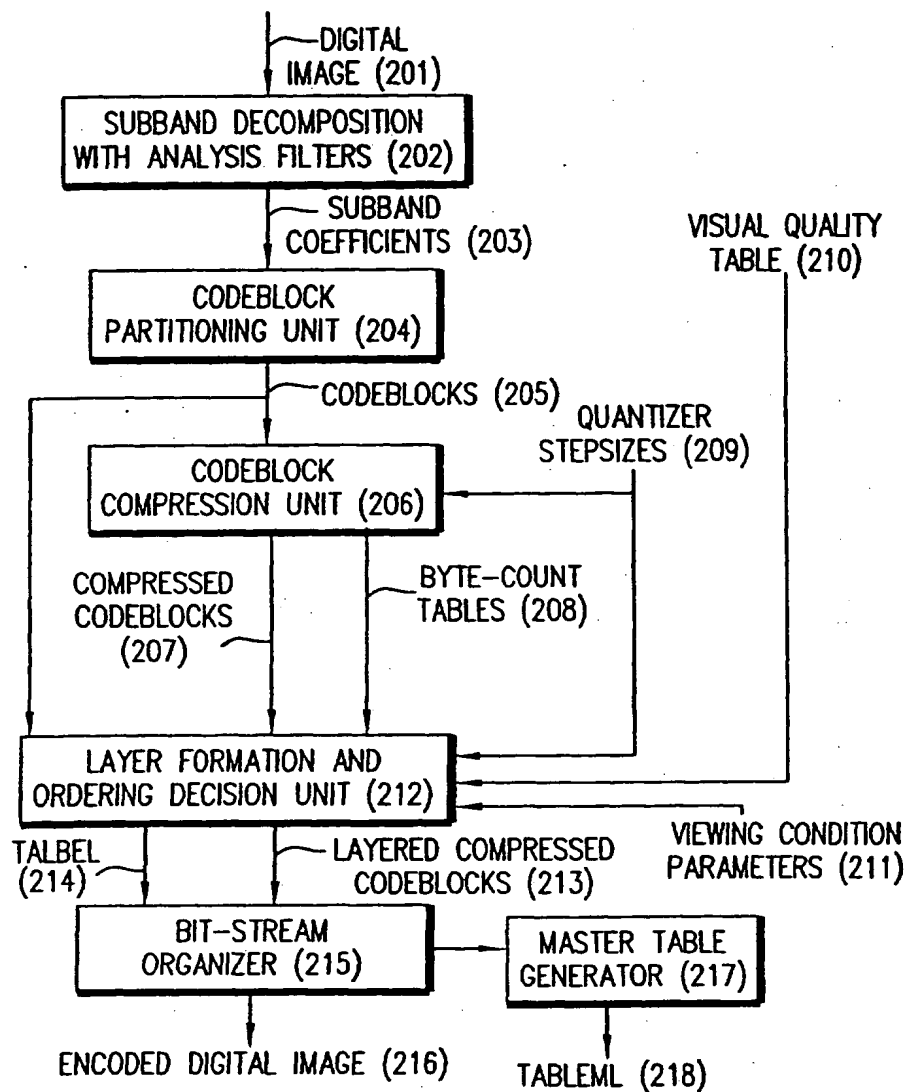 DIGITAL
IMAGE (201)
SUBBAND DECOMPOSITION
WITH ANALYSIS FILTERS (202)
SUBBAND
COEFFICIENTS (203)
VISUAL QUALITY
TABLE (210)
CODEBLOCK
PARTITIONING UNIT (204)
CODEBLOCKS (205)
QUANTIZER
STEPSIZES (209)
CODEBLOCK
COMPRESSION UNIT (206)
COMPRESSED
CODEBLOCKS
(207)
BYTE-COUNT
TABLES (208)
LAYER FORMATION AND
ORDERING DECISION UNIT (212)
VIEWING CONDITION
PARAMETERS (211)
TALBEL
(214)
LAYERED COMPRESSED
CODEBLOCKS (213)
BIT-STREAM
ORGANIZER (215)
MASTER TABLE
GENERATOR (217)
ENCODED DIGITAL IMAGE (216)
TABLEML (218)